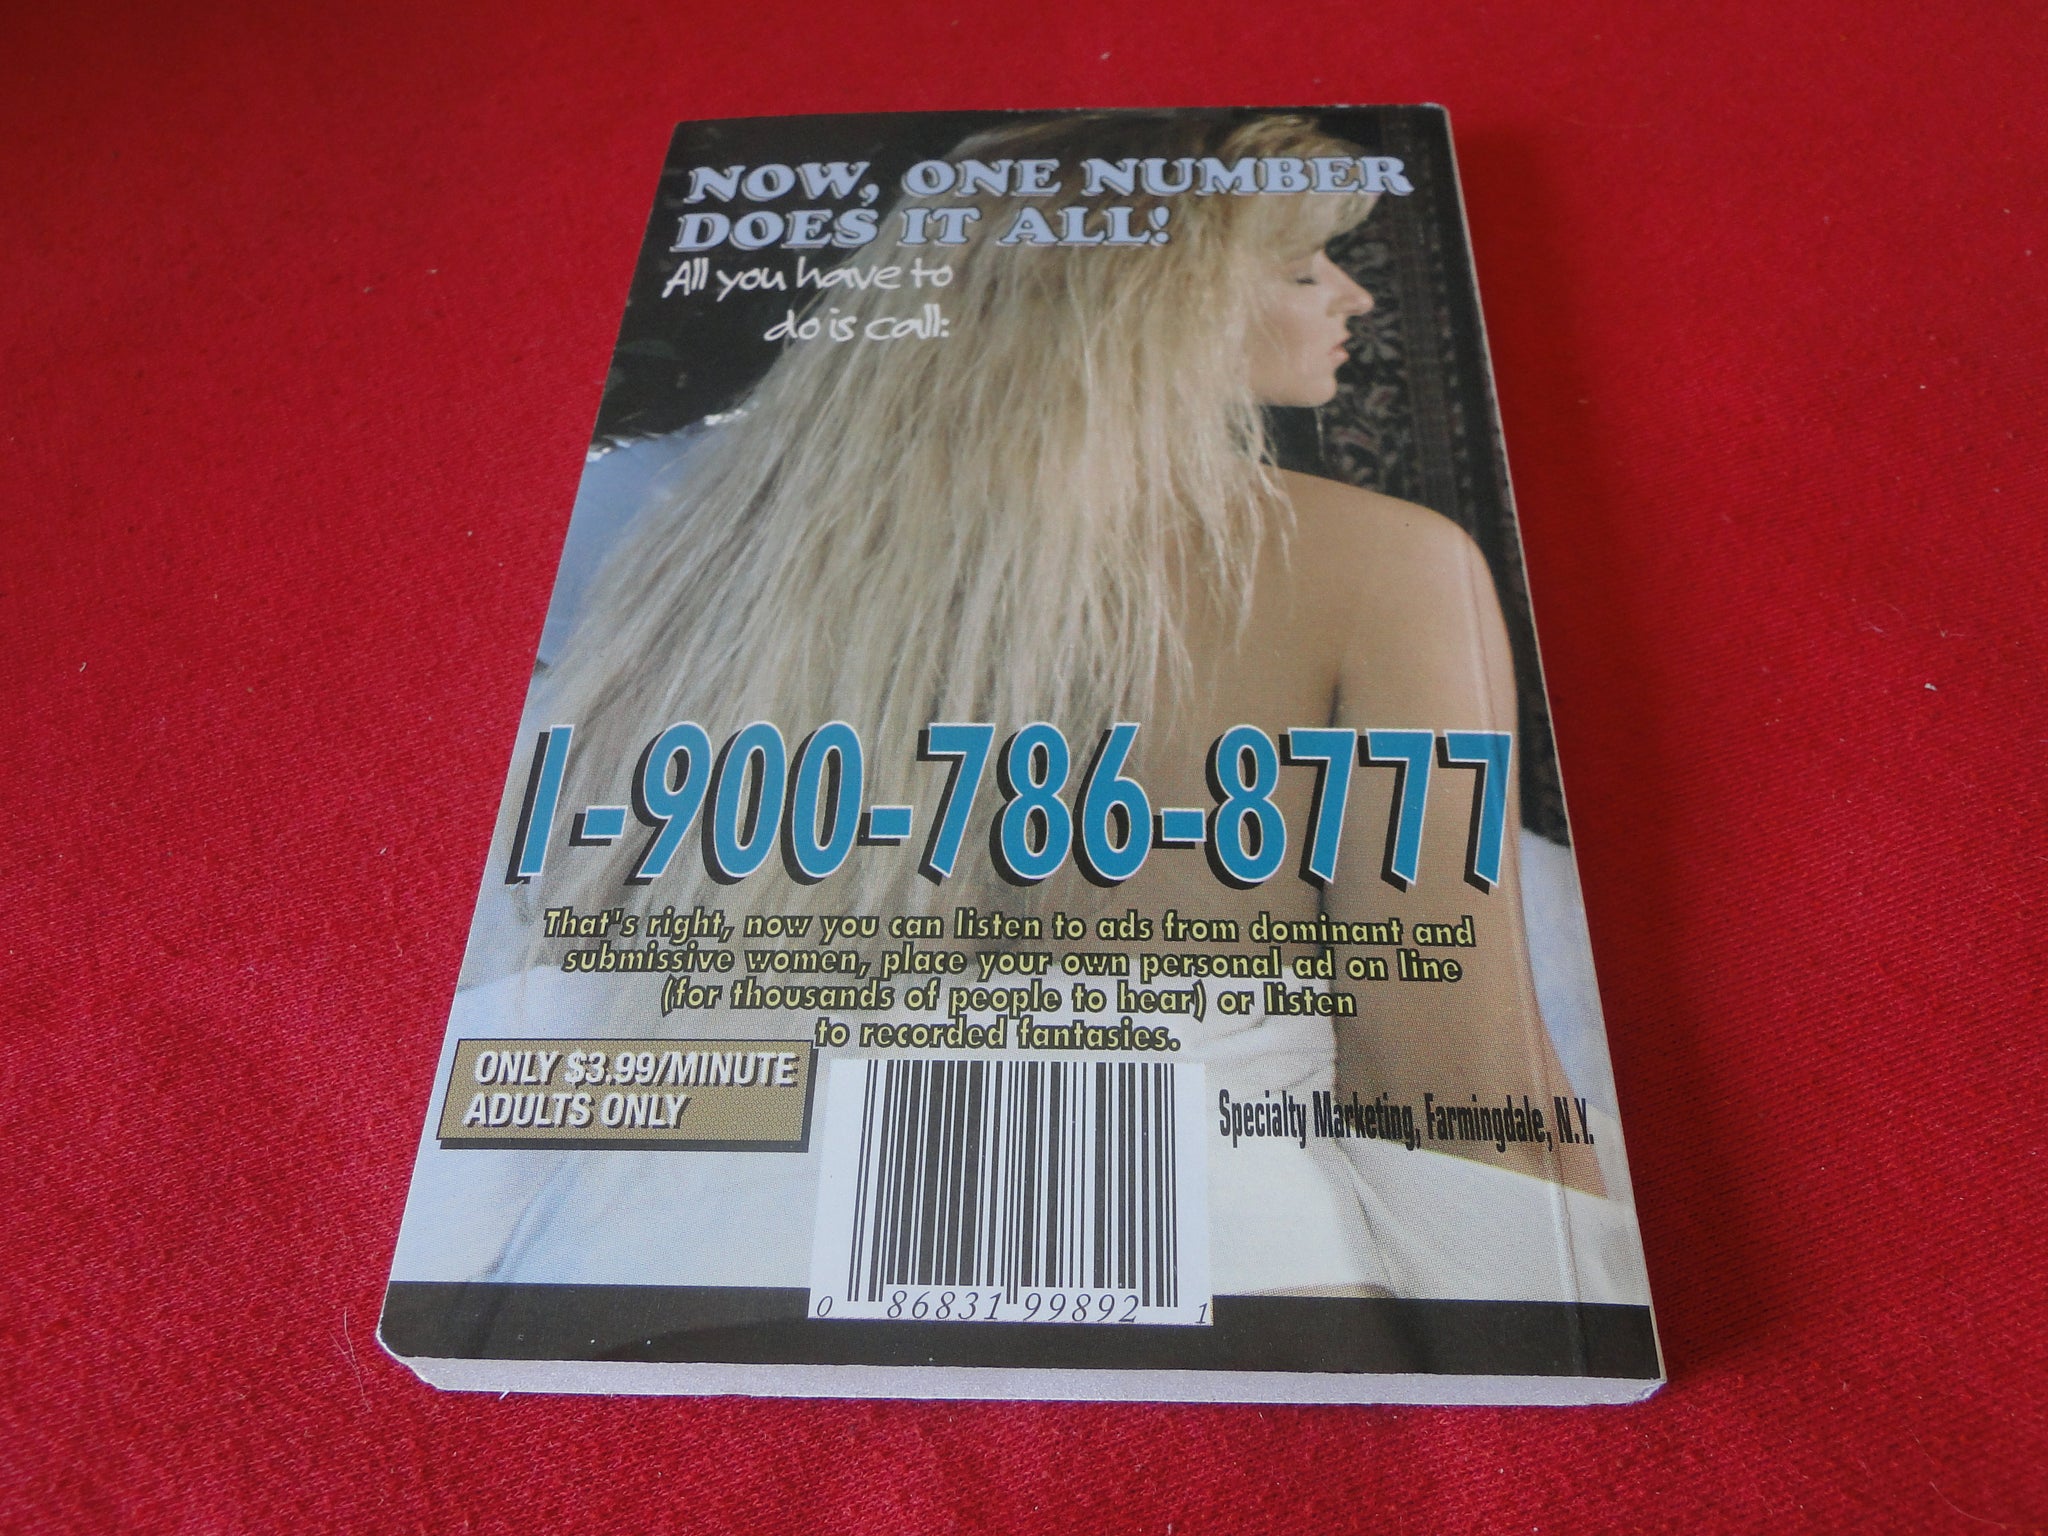 NOW, ONE NUMBER
DOES IT ALL!
All you have to
do is call:
1-900-786-8777
That's right, now you can listen to ads from dominant and
submissive women, place your own personal ad on line
(for thousands of people to hear) or listen
to recorded fantasies.
ONLY $3.99/MINUTE
ADULTS ONLY
Specialty Marketing, Farmingdale, N.Y.
0 86831 99892 1